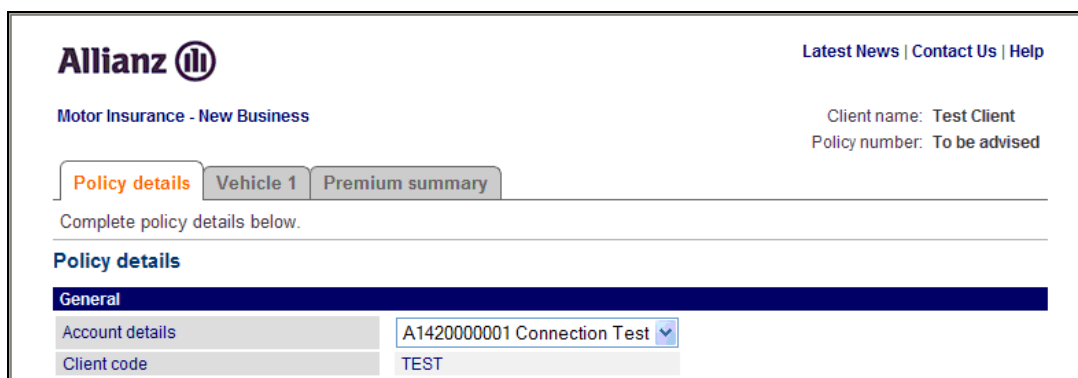 Allianz
Latest News | Contact Us | Help
Motor Insurance - New Business
Client name: Test Client
Policy number: To be advised
Policy details
Vehicle 1
Premium summary
Complete policy details below.
Policy details
General
Account details A1420000001 Connection Test
Client code TEST